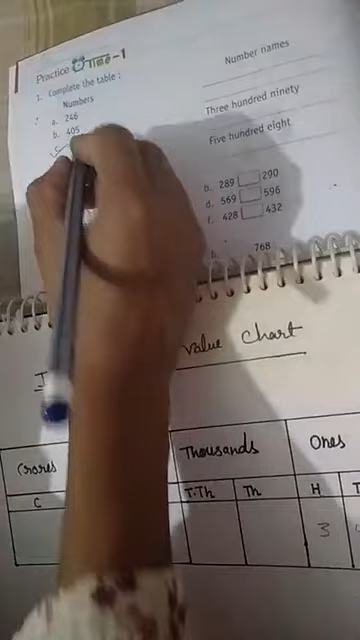 Practice Time-1
1. Complete the table :
Numbers Number names
a. 246
b. 405
c. Three hundred ninety
Five hundred eight
b. 289 290
d. 569 596
f. 428 432
b. 768
Value Chart
Crores Thousands Ones
C T.Th Th H T
3